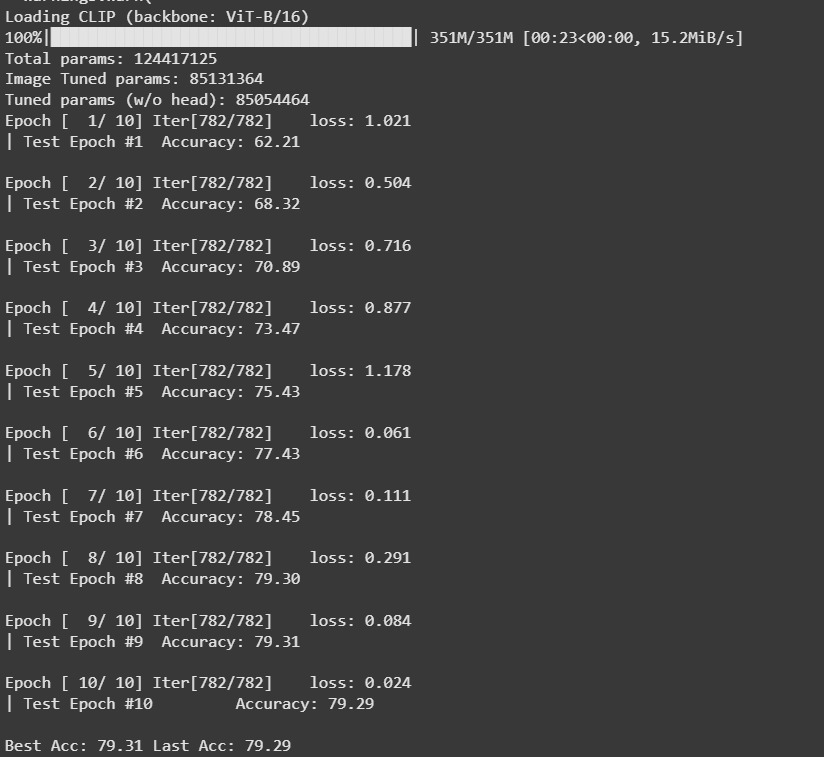 Loading CLIP (backbone: ViT-B/16)
100%|██████████████████████████████████████| 351M/351M [00:23<00:00, 15.2MiB/s]
Total params: 124417125
Image Tuned params: 85131364
Tuned params (w/o head): 85054464
Epoch [  1/ 10] Iter[782/782]    loss: 1.021
| Test Epoch #1  Accuracy: 62.21
Epoch [  2/ 10] Iter[782/782]    loss: 0.504
| Test Epoch #2  Accuracy: 68.32
Epoch [  3/ 10] Iter[782/782]    loss: 0.716
| Test Epoch #3  Accuracy: 70.89
Epoch [  4/ 10] Iter[782/782]    loss: 0.877
| Test Epoch #4  Accuracy: 73.47
Epoch [  5/ 10] Iter[782/782]    loss: 1.178
| Test Epoch #5  Accuracy: 75.43
Epoch [  6/ 10] Iter[782/782]    loss: 0.061
| Test Epoch #6  Accuracy: 77.43
Epoch [  7/ 10] Iter[782/782]    loss: 0.111
| Test Epoch #7  Accuracy: 78.45
Epoch [  8/ 10] Iter[782/782]    loss: 0.291
| Test Epoch #8  Accuracy: 79.30
Epoch [  9/ 10] Iter[782/782]    loss: 0.084
| Test Epoch #9  Accuracy: 79.31
Epoch [ 10/ 10] Iter[782/782]    loss: 0.024
| Test Epoch #10         Accuracy: 79.29
Best Acc: 79.31 Last Acc: 79.29